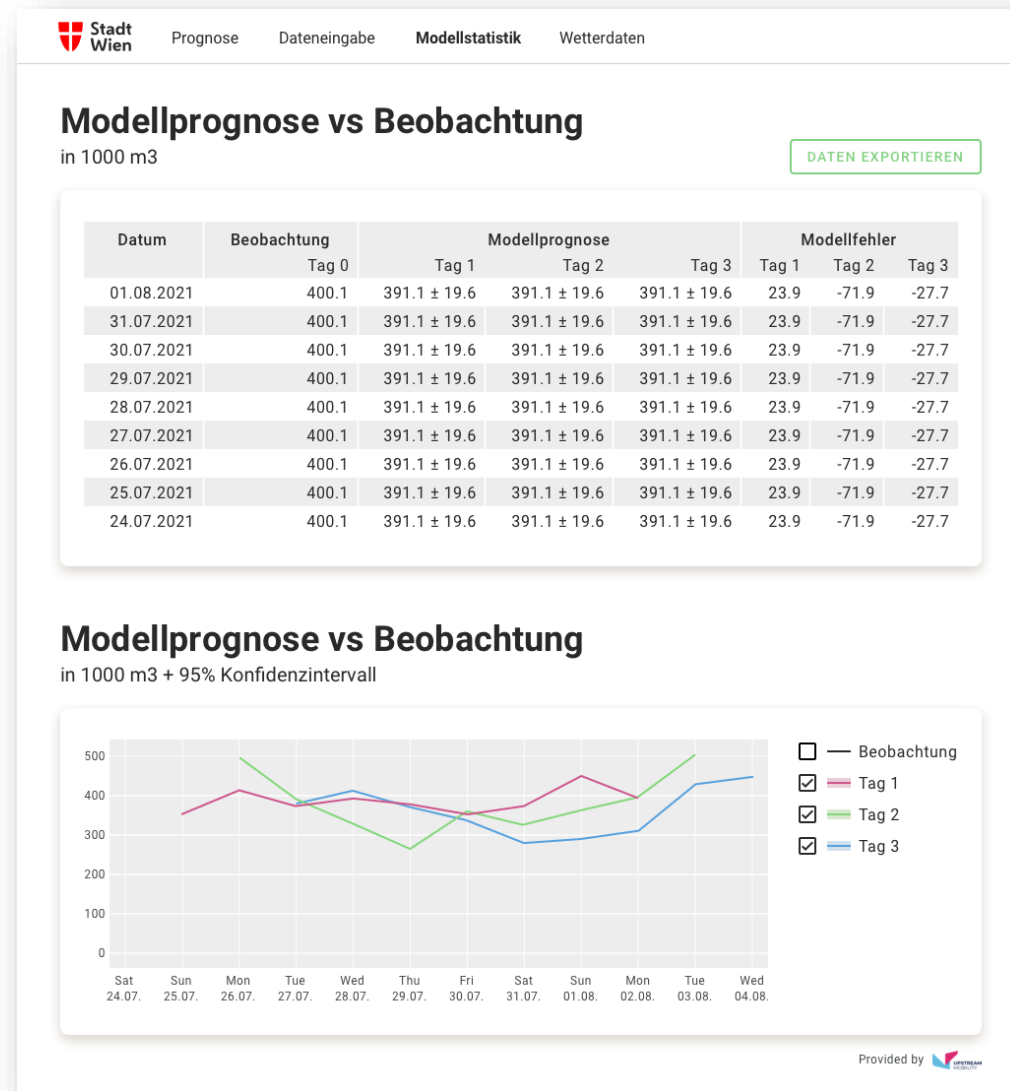 Stadt
Wien
Prognose Dateneingabe Modellstatistik Wetterdaten
Modellprognose vs Beobachtung
in 1000 m3
DATEN EXPORTIEREN
Datum Beobachtung Modellprognose Modellfehler
Tag 0 Tag 1 Tag 2 Tag 3 Tag 1 Tag 2 Tag 3
01.08.2021 400.1 391.1 ± 19.6 391.1 ± 19.6 391.1 ± 19.6 23.9 -71.9 -27.7
31.07.2021 400.1 391.1 ± 19.6 391.1 ± 19.6 391.1 ± 19.6 23.9 -71.9 -27.7
30.07.2021 400.1 391.1 ± 19.6 391.1 ± 19.6 391.1 ± 19.6 23.9 -71.9 -27.7
29.07.2021 400.1 391.1 ± 19.6 391.1 ± 19.6 391.1 ± 19.6 23.9 -71.9 -27.7
28.07.2021 400.1 391.1 ± 19.6 391.1 ± 19.6 391.1 ± 19.6 23.9 -71.9 -27.7
27.07.2021 400.1 391.1 ± 19.6 391.1 ± 19.6 391.1 ± 19.6 23.9 -71.9 -27.7
26.07.2021 400.1 391.1 ± 19.6 391.1 ± 19.6 391.1 ± 19.6 23.9 -71.9 -27.7
25.07.2021 400.1 391.1 ± 19.6 391.1 ± 19.6 391.1 ± 19.6 23.9 -71.9 -27.7
24.07.2021 400.1 391.1 ± 19.6 391.1 ± 19.6 391.1 ± 19.6 23.9 -71.9 -27.7
Modellprognose vs Beobachtung
in 1000 m3 + 95% Konfidenzintervall
500
400
300
200
100
0
Sat Sun Mon Tue Wed Thu Fri Sat Sun Mon Tue Wed
24.07. 25.07. 26.07. 27.07. 28.07. 29.07. 30.07. 31.07. 01.08. 02.08. 03.08. 04.08.
Beobachtung
Tag 1
Tag 2
Tag 3
Provided by
UPSTREAM
MOBILITY